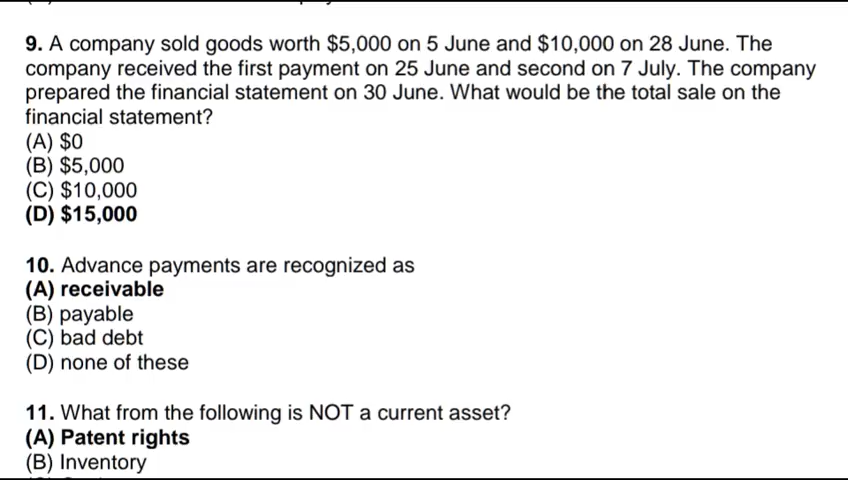 9. A company sold goods worth $5,000 on 5 June and $10,000 on 28 June. The
company received the first payment on 25 June and second on 7 July. The company
prepared the financial statement on 30 June. What would be the total sale on the
financial statement?
(A) $0
(B) $5,000
(C) $10,000
(D) $15,000
10. Advance payments are recognized as
(A) receivable
(B) payable
(C) bad debt
(D) none of these
11. What from the following is NOT a current asset?
(A) Patent rights
(B) Inventory